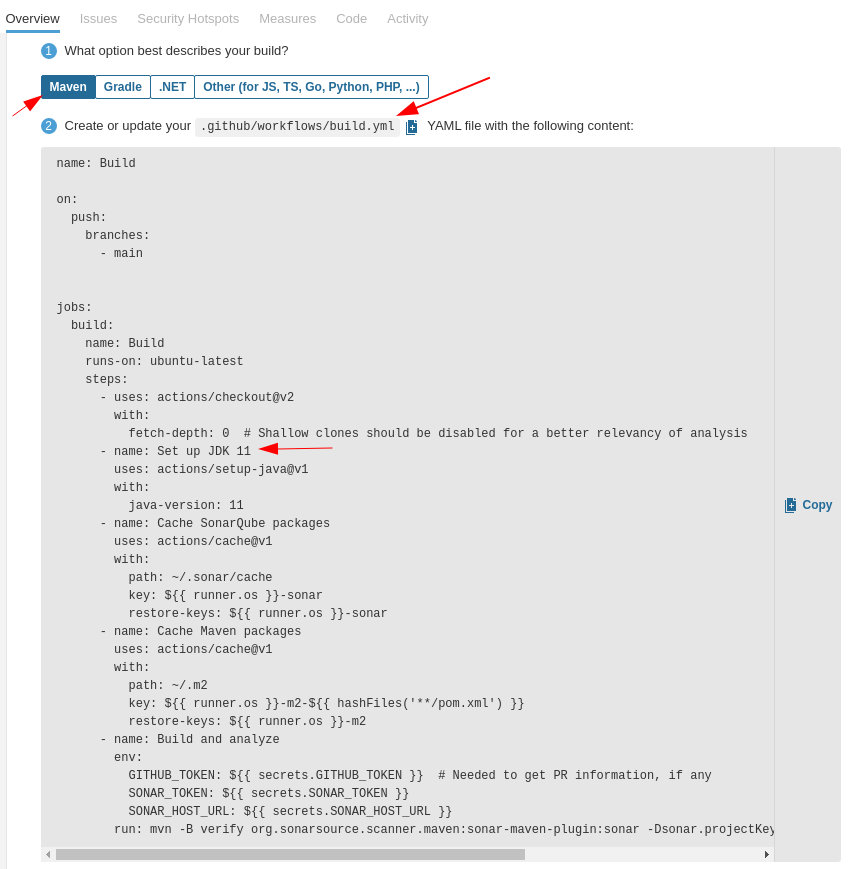 Overview Issues Security Hotspots Measures Code Activity
1 What option best describes your build?
Maven Gradle .NET Other (for JS, TS, Go, Python, PHP, ...)
2 Create or update your .github/workflows/build.yml YAML file with the following content:
name: Build
on:
  push:
    branches:
      - main
jobs:
  build:
    name: Build
    runs-on: ubuntu-latest
    steps:
      - uses: actions/checkout@v2
        with:
          fetch-depth: 0  # Shallow clones should be disabled for a better relevancy of analysis
      - name: Set up JDK 11
        uses: actions/setup-java@v1
        with:
          java-version: 11
      - name: Cache SonarQube packages
        uses: actions/cache@v1
        with:
          path: ~/.sonar/cache
          key: ${{ runner.os }}-sonar
          restore-keys: ${{ runner.os }}-sonar
      - name: Cache Maven packages
        uses: actions/cache@v1
        with:
          path: ~/.m2
          key: ${{ runner.os }}-m2-${{ hashFiles('**/pom.xml') }}
          restore-keys: ${{ runner.os }}-m2
      - name: Build and analyze
        env:
          GITHUB_TOKEN: ${{ secrets.GITHUB_TOKEN }}  # Needed to get PR information, if any
          SONAR_TOKEN: ${{ secrets.SONAR_TOKEN }}
          SONAR_HOST_URL: ${{ secrets.SONAR_HOST_URL }}
        run: mvn -B verify org.sonarsource.scanner.maven:sonar-maven-plugin:sonar -Dsonar.projectKey
Copy